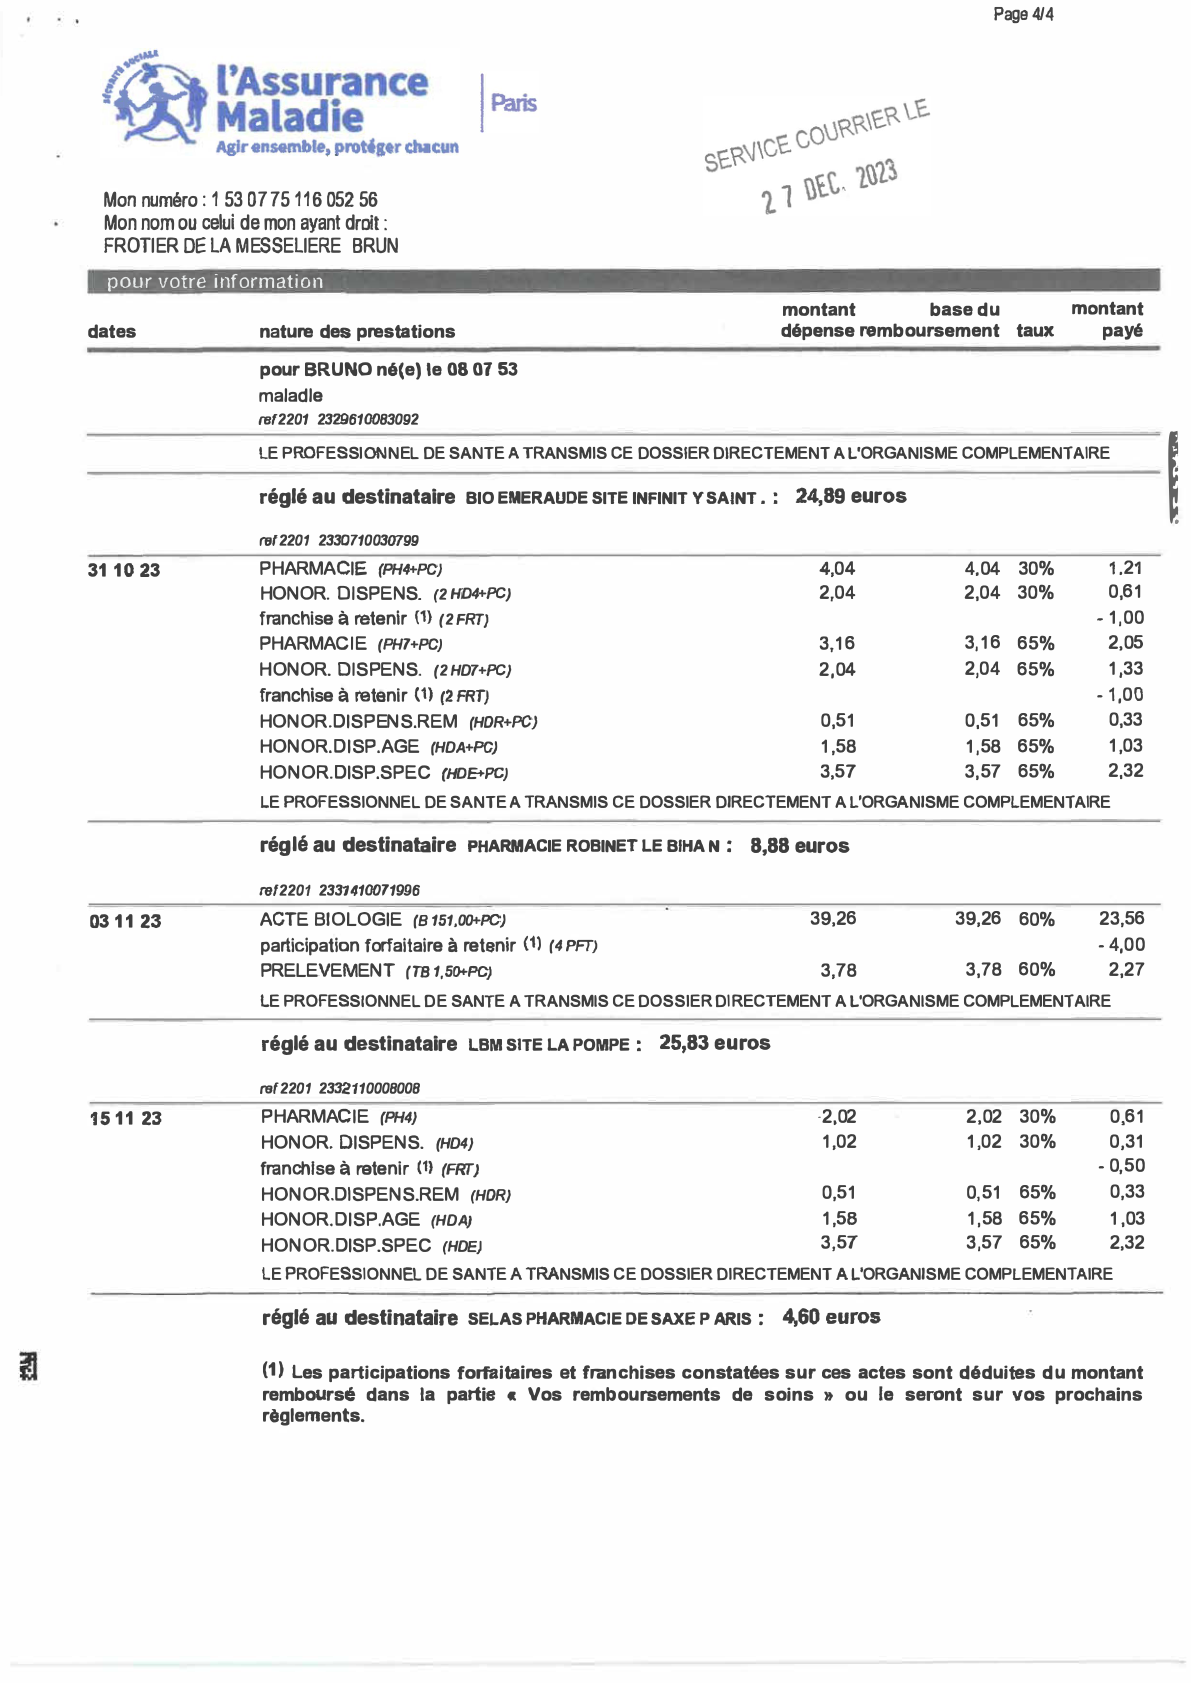 Page 4/4
SÉCURITÉ SOCIALE
l'Assurance
Maladie
Agir ensemble, protéger chacun
Paris
SERVICE COURRIER LE
27 DEC. 2023
Mon numéro : 1 53 07 75 116 052 56
Mon nom ou celui de mon ayant droit :
FROTIER DE LA MESSELIERE BRUN
pour votre information
montant base du montant
dates nature des prestations dépense remboursement taux payé
pour BRUNO né(e) le 08 07 53
maladie
ref 2201 2329610083092
LE PROFESSIONNEL DE SANTE A TRANSMIS CE DOSSIER DIRECTEMENT A L'ORGANISME COMPLEMENTAIRE
réglé au destinataire BIO EMERAUDE SITE INFINIT Y SAINT . : 24,89 euros
ref 2201 2330710030799
31 10 23 PHARMACIE (PH4+PC) 4,04 4,04 30% 1,21
HONOR. DISPENS. (2 HD4+PC) 2,04 2,04 30% 0,61
franchise à retenir (1) (2 FRT) - 1,00
PHARMACIE (PH7+PC) 3,16 3,16 65% 2,05
HONOR. DISPENS. (2 HD7+PC) 2,04 2,04 65% 1,33
franchise à retenir (1) (2 FRT) - 1,00
HONOR.DISPENS.REM (HDR+PC) 0,51 0,51 65% 0,33
HONOR.DISP.AGE (HDA+PC) 1,58 1,58 65% 1,03
HONOR.DISP.SPEC (HDE+PC) 3,57 3,57 65% 2,32
LE PROFESSIONNEL DE SANTE A TRANSMIS CE DOSSIER DIRECTEMENT A L'ORGANISME COMPLEMENTAIRE
réglé au destinataire PHARMACIE ROBINET LE BIHA N : 8,88 euros
ref 2201 2331410071996
03 11 23 ACTE BIOLOGIE (B 151,00+PC) 39,26 39,26 60% 23,56
participation forfaitaire à retenir (1) (4 PFT) - 4,00
PRELEVEMENT (TB 1,50+PC) 3,78 3,78 60% 2,27
LE PROFESSIONNEL DE SANTE A TRANSMIS CE DOSSIER DIRECTEMENT A L'ORGANISME COMPLEMENTAIRE
réglé au destinataire LBM SITE LA POMPE : 25,83 euros
ref 2201 2332110008008
15 11 23 PHARMACIE (PH4) 2,02 2,02 30% 0,61
HONOR. DISPENS. (HD4) 1,02 1,02 30% 0,31
franchise à retenir (1) (FRT) - 0,50
HONOR.DISPENS.REM (HDR) 0,51 0,51 65% 0,33
HONOR.DISP.AGE (HDA) 1,58 1,58 65% 1,03
HONOR.DISP.SPEC (HDE) 3,57 3,57 65% 2,32
LE PROFESSIONNEL DE SANTE A TRANSMIS CE DOSSIER DIRECTEMENT A L'ORGANISME COMPLEMENTAIRE
réglé au destinataire SELAS PHARMACIE DE SAXE P ARIS : 4,60 euros
(1) Les participations forfaitaires et franchises constatées sur ces actes sont déduites du montant
remboursé dans la partie « Vos remboursements de soins » ou le seront sur vos prochains
règlements.